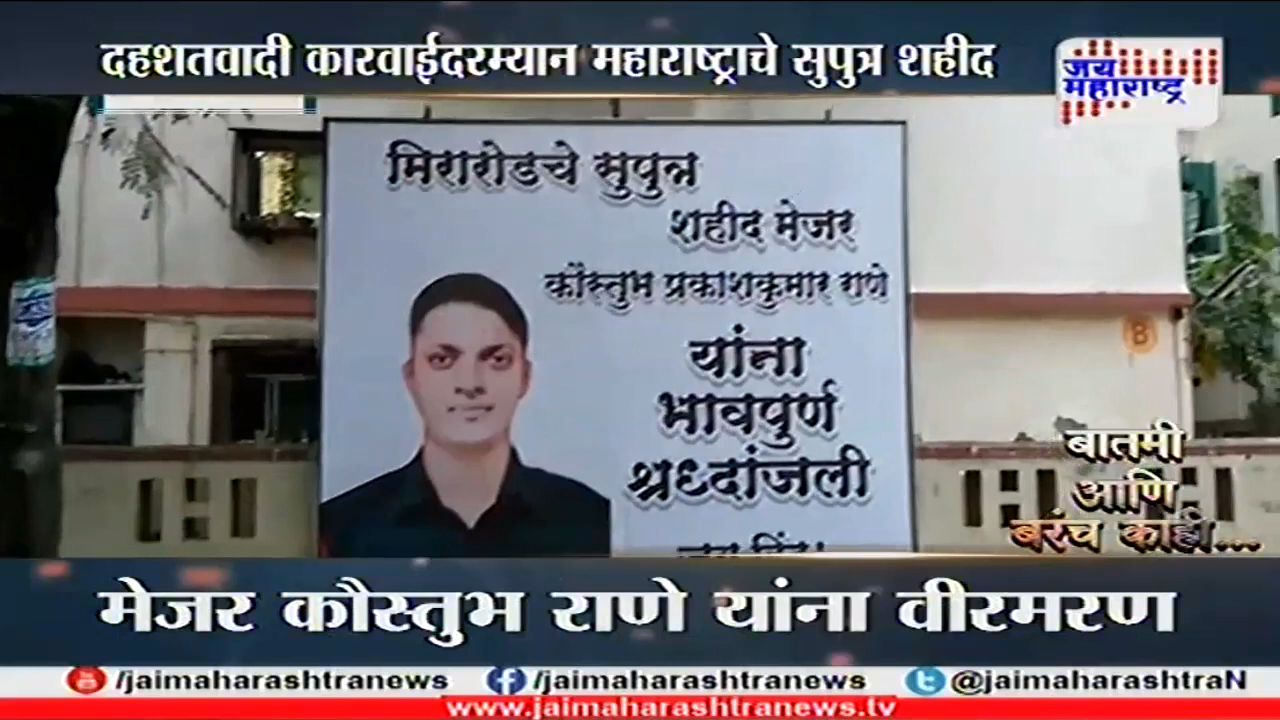 दहशतवादी कारवाईदरम्यान महाराष्ट्राचे सुपुत्र शहीद
जय
महाराष्ट्र
मिरारोडचे सुपुत्र
शहीद मेजर
कौस्तुभ प्रकाशकुमार राणे
यांना
भावपुर्ण
श्रध्दांजली
B
बातमी
आणि
बरंच काही...
मेजर कौस्तुभ राणे यांना वीरमरण
/jaimaharashtranews
/jaimaharashtranews
@jaimaharashtraN
www.jaimaharashtranews.tv